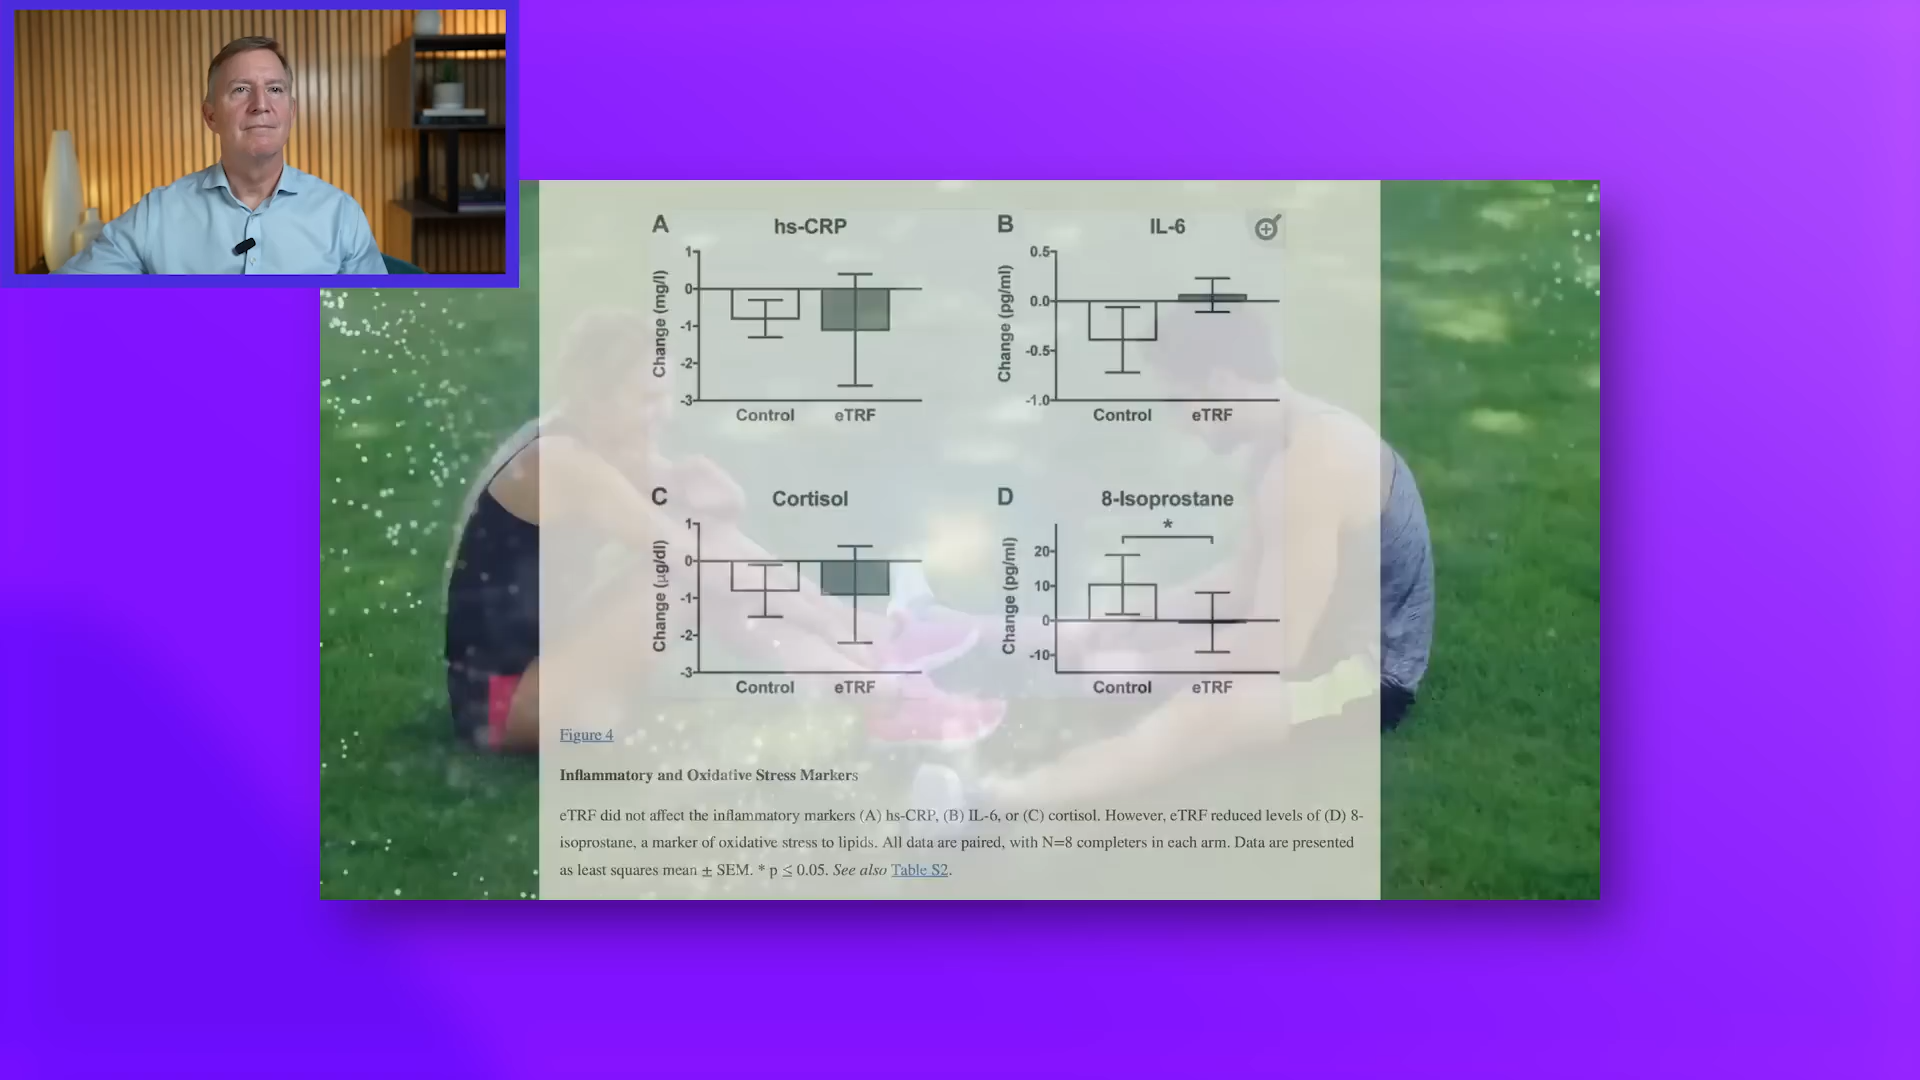 A hs-CRP
Change (mg/l)
1
0
-1
-2
-3
Control eTRF
B IL-6
Change (pg/ml)
0.5
0.0
-0.5
-1.0
Control eTRF
C Cortisol
Change (µg/dl)
1
0
-1
-2
-3
Control eTRF
D 8-Isoprostane
*
Change (pg/ml)
20
10
0
-10
Control eTRF
Figure 4
Inflammatory and Oxidative Stress Markers
eTRF did not affect the inflammatory markers (A) hs-CRP, (B) IL-6, or (C) cortisol. However, eTRF reduced levels of (D) 8-
isoprostane, a marker of oxidative stress to lipids. All data are paired, with N=8 completers in each arm. Data are presented
as least squares mean ± SEM. * p ≤ 0.05. See also Table S2.